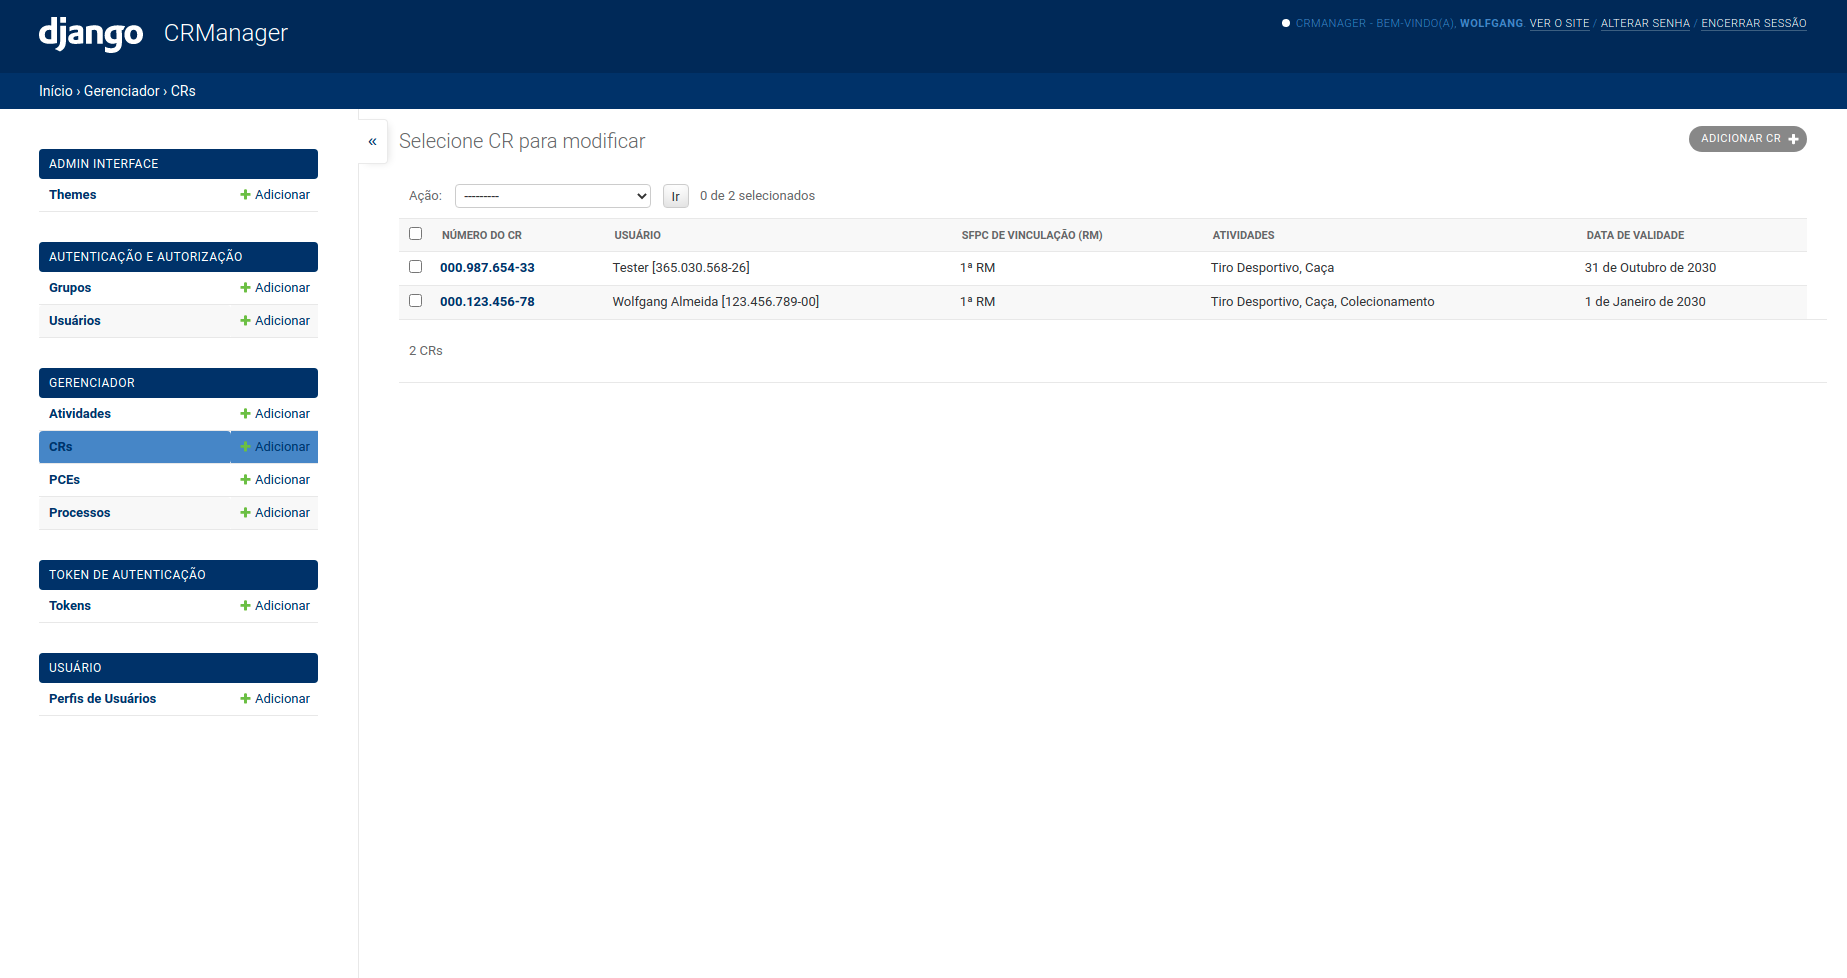 django CRManager
CRMANAGER - BEM-VINDO(A), WOLFGANG. VER O SITE / ALTERAR SENHA / ENCERRAR SESSÃO
Início › Gerenciador › CRs
ADMIN INTERFACE
Themes Adicionar
AUTENTICAÇÃO E AUTORIZAÇÃO
Grupos Adicionar
Usuários Adicionar
GERENCIADOR
Atividades Adicionar
CRs Adicionar
PCEs Adicionar
Processos Adicionar
TOKEN DE AUTENTICAÇÃO
Tokens Adicionar
USUÁRIO
Perfis de Usuários Adicionar
«
Selecione CR para modificar
ADICIONAR CR
Ação: --------- Ir 0 de 2 selecionados
NÚMERO DO CR USUÁRIO SFPC DE VINCULAÇÃO (RM) ATIVIDADES DATA DE VALIDADE
000.987.654-33 Tester [365.030.568-26] 1ª RM Tiro Desportivo, Caça 31 de Outubro de 2030
000.123.456-78 Wolfgang Almeida [123.456.789-00] 1ª RM Tiro Desportivo, Caça, Colecionamento 1 de Janeiro de 2030
2 CRs